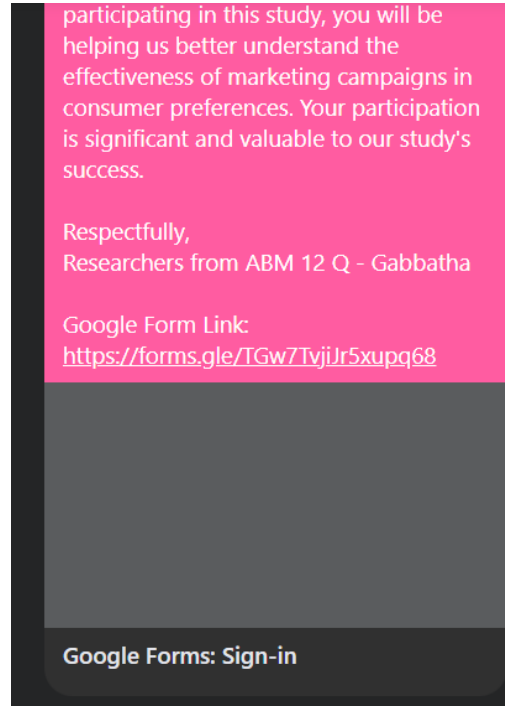 participating in this study, you will be
helping us better understand the
effectiveness of marketing campaigns in
consumer preferences. Your participation
is significant and valuable to our study's
success.
Respectfully,
Researchers from ABM 12 Q - Gabbatha
Google Form Link:
https://forms.gle/TGw7TvjiJr5xupq68
Google Forms: Sign-in